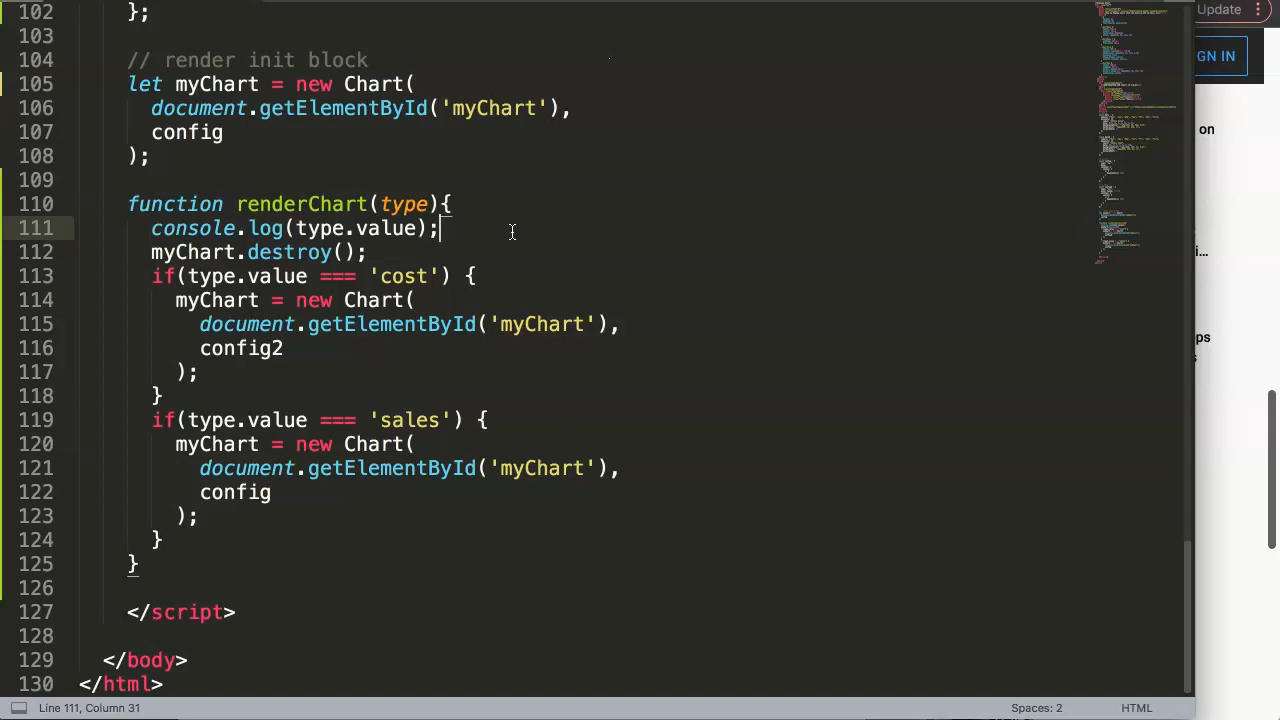 102 };
103
104 // render init block
105 let myChart = new Chart(
106 document.getElementById('myChart'),
107 config
108 );
109
110 function renderChart(type){
111 console.log(type.value);
112 myChart.destroy();
113 if(type.value === 'cost') {
114 myChart = new Chart(
115 document.getElementById('myChart'),
116 config2
117 );
118 }
119 if(type.value === 'sales') {
120 myChart = new Chart(
121 document.getElementById('myChart'),
122 config
123 );
124 }
125 }
126
127 </script>
128
129 </body>
130 </html>
Line 111, Column 31
Spaces: 2
HTML
Update
GN IN
on
i...
ps